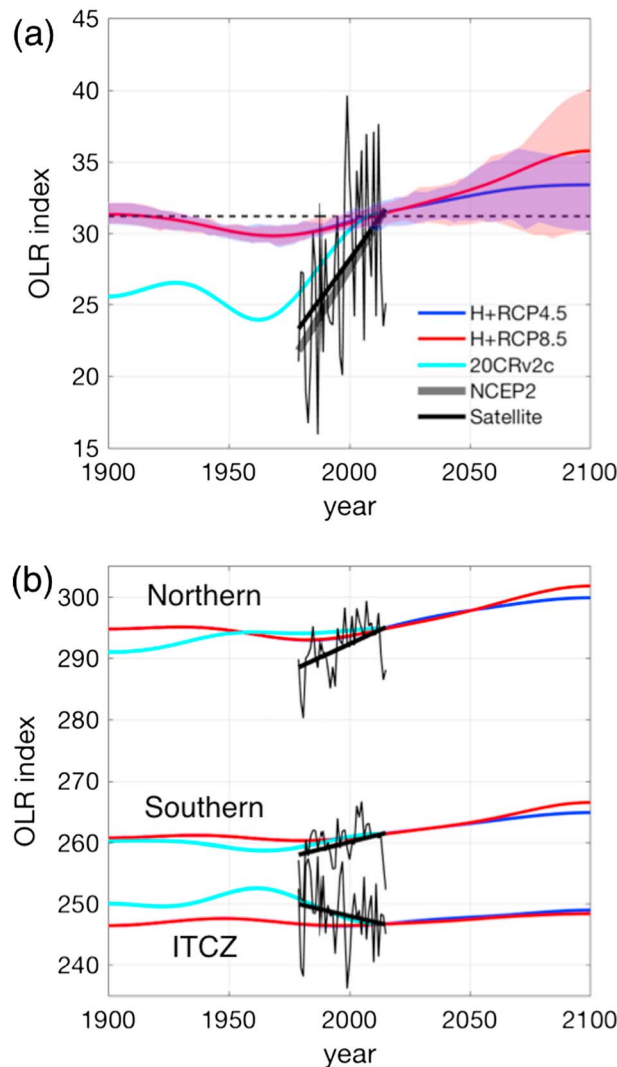 (a)
45
40
35
30
25
20
15
OLR index
H+RCP4.5
H+RCP8.5
20CRv2c
NCEP2
Satellite
1900 1950 2000 2050 2100
year
(b)
300
290
280
270
260
250
240
OLR index
Northern
Southern
ITCZ
1900 1950 2000 2050 2100
year